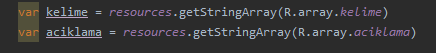 var kelime = resources.getStringArray(R.array.kelime)
var aciklama = resources.getStringArray(R.array.aciklama)